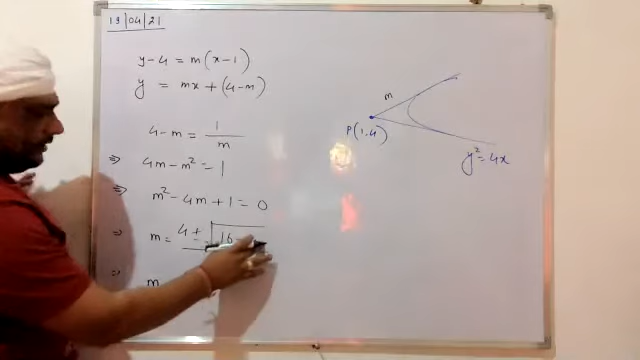 19/04/21
y-4 = m(x-1)
y = mx+(4-m)
4-m = 1/m
⇒ 4m-m² = 1
⇒ m²-4m+1 = 0
⇒ m = 4± √16
⇒ m
m
P(1,4)
y²=4x